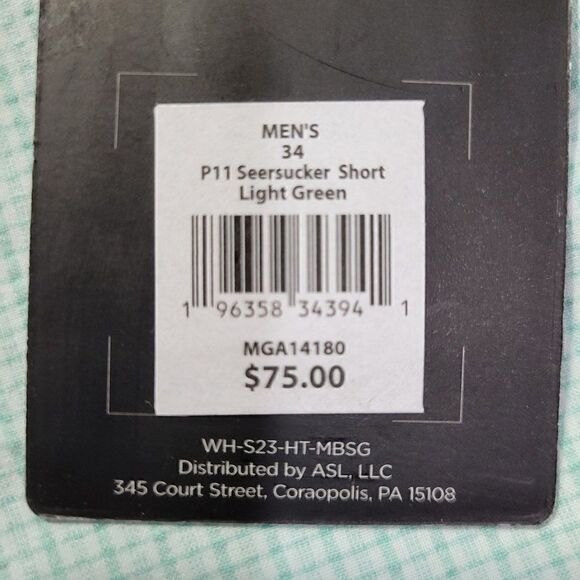 MEN'S
34
P11 Seersucker Short
Light Green
1 96358 34394 1
MGA14180
$75.00
WH-S23-HT-MBSG
Distributed by ASL, LLC
345 Court Street, Coraopolis, PA 15108